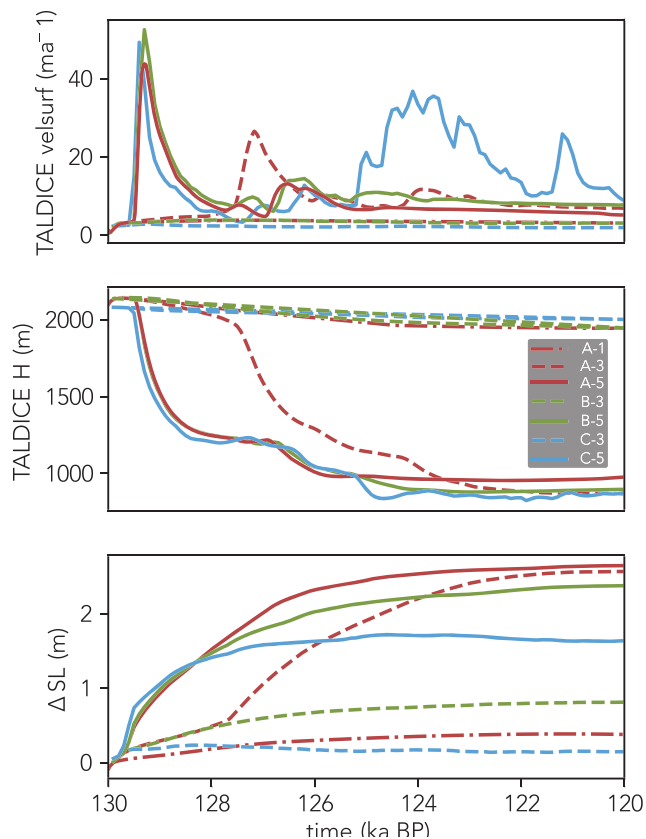 TALDICE velsurf (ma⁻¹)
40
20
0
TALDICE H (m)
2000
1500
1000
A-1
A-3
A-5
B-3
B-5
C-3
C-5
ΔSL (m)
2
1
0
130 128 126 124 122 120
time (ka BP)